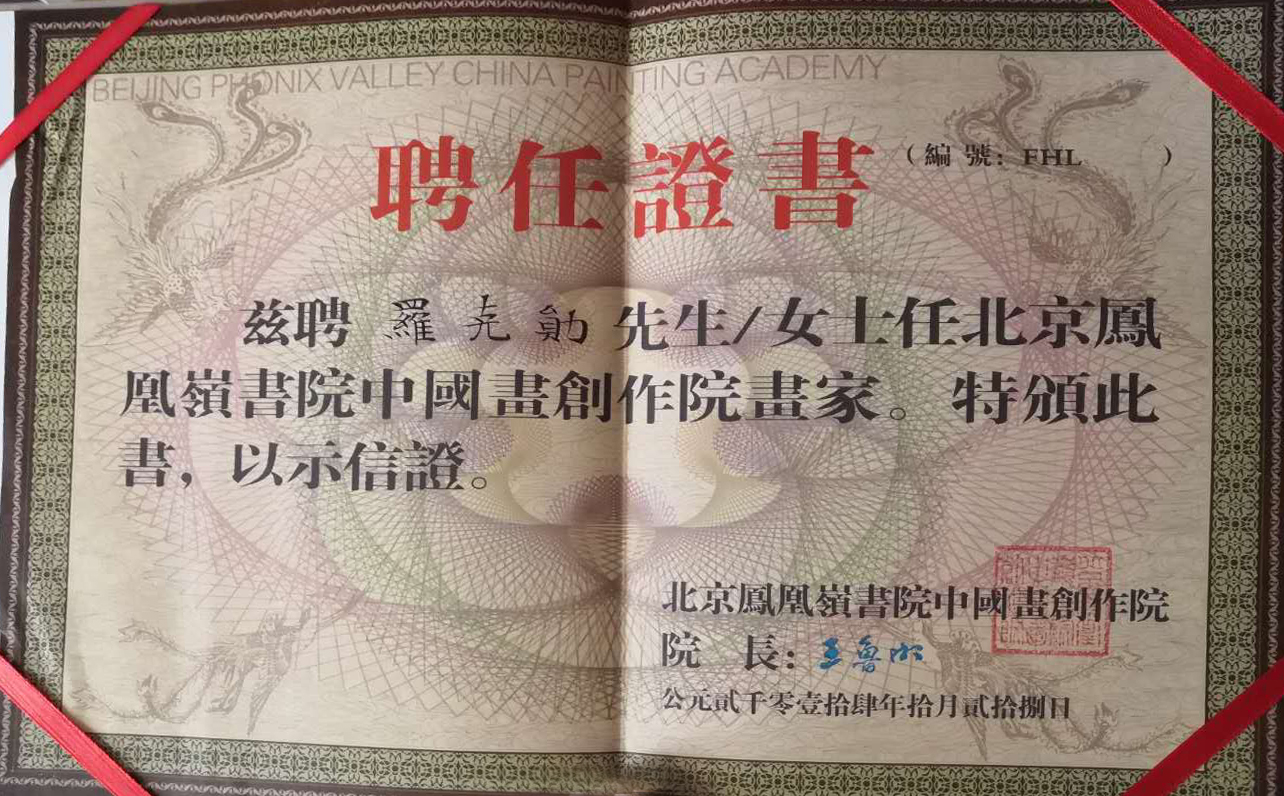 BEIJING PHONIX VALLEY CHINA PAINTING ACADEMY
聘任證書
（編號：FHL　　）
兹聘 羅克勛 先生/女士任北京鳳
凰嶺書院中國畫創作院畫家。特頒此
書，以示信證。
北京鳳凰嶺書院中國畫創作院
院　長：王魯湘
公元貳千零壹拾肆年拾月貳拾捌日